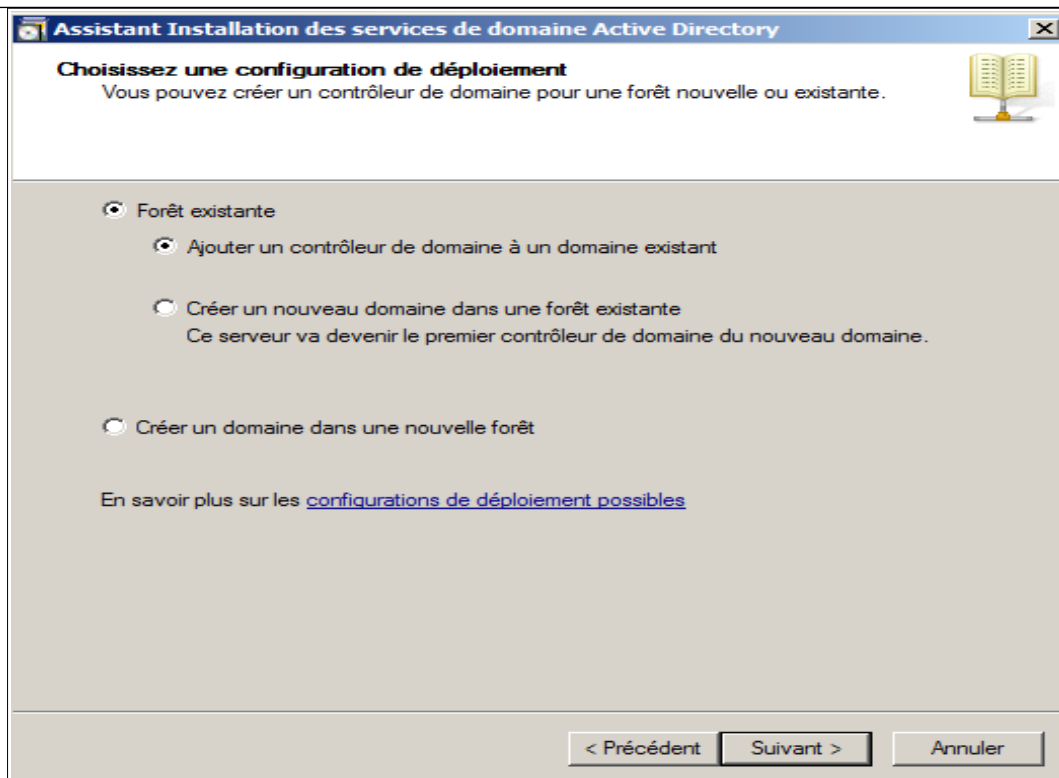 Assistant Installation des services de domaine Active Directory
Choisissez une configuration de déploiement
Vous pouvez créer un contrôleur de domaine pour une forêt nouvelle ou existante.
Forêt existante
Ajouter un contrôleur de domaine à un domaine existant
Créer un nouveau domaine dans une forêt existante
Ce serveur va devenir le premier contrôleur de domaine du nouveau domaine.
Créer un domaine dans une nouvelle forêt
En savoir plus sur les configurations de déploiement possibles
< Précédent Suivant > Annuler